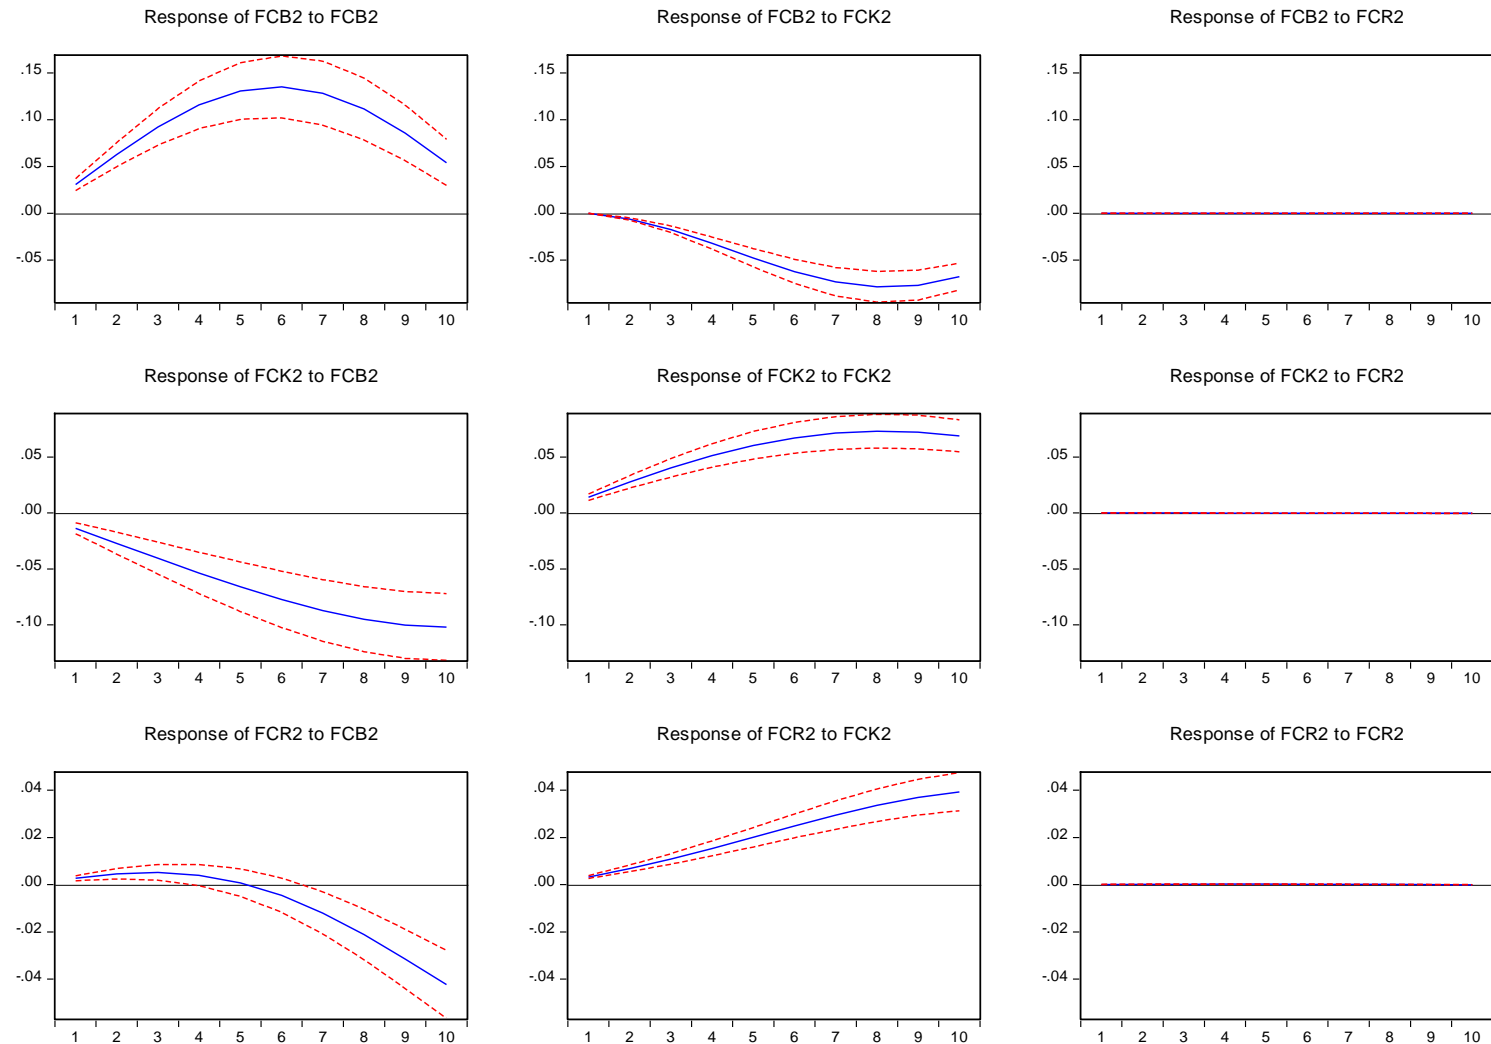 Response of FCB2 to FCB2
.15
.10
.05
.00
-.05
1 2 3 4 5 6 7 8 9 10
Response of FCB2 to FCK2
.15
.10
.05
.00
-.05
1 2 3 4 5 6 7 8 9 10
Response of FCB2 to FCR2
.15
.10
.05
.00
-.05
1 2 3 4 5 6 7 8 9 10
Response of FCK2 to FCB2
.05
.00
-.05
-.10
1 2 3 4 5 6 7 8 9 10
Response of FCK2 to FCK2
.05
.00
-.05
-.10
1 2 3 4 5 6 7 8 9 10
Response of FCK2 to FCR2
.05
.00
-.05
-.10
1 2 3 4 5 6 7 8 9 10
Response of FCR2 to FCB2
.04
.02
.00
-.02
-.04
1 2 3 4 5 6 7 8 9 10
Response of FCR2 to FCK2
.04
.02
.00
-.02
-.04
1 2 3 4 5 6 7 8 9 10
Response of FCR2 to FCR2
.04
.02
.00
-.02
-.04
1 2 3 4 5 6 7 8 9 10